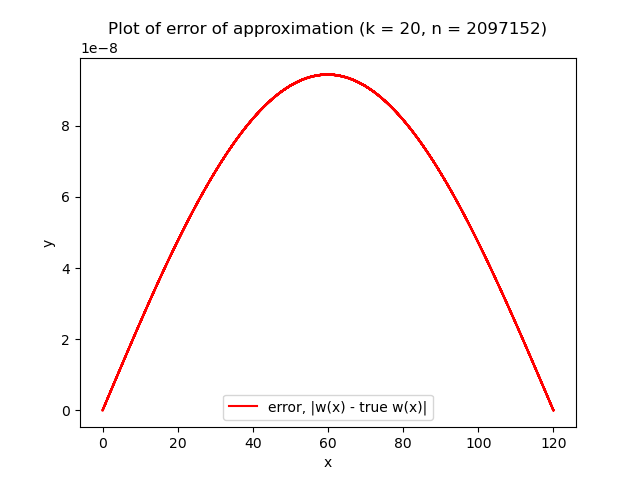 Plot of error of approximation (k = 20, n = 2097152)
1e−8
8
6
4
2
0
y
0 20 40 60 80 100 120
x
error, |w(x) - true w(x)|